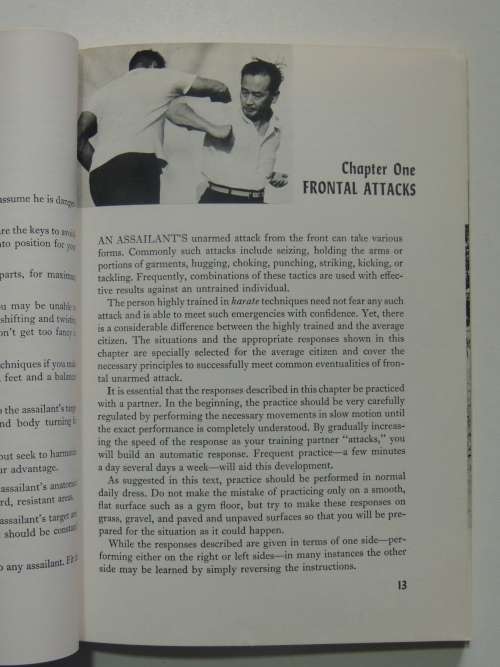 assume he is
are the keys to
into position for you
parts, for
you may be
shifting and
don't get too fancy
techniques if you
feet and a balance
to the assailant's
and body turning
but seek to
your advantage.
assailant's
hard, resistant areas.
assailant's target
should be constant
to any assailant.
Chapter One
FRONTAL ATTACKS
AN ASSAILANT'S unarmed attack from the front can take various
forms. Commonly such attacks include seizing, holding the arms or
portions of garments, hugging, choking, punching, striking, kicking, or
tackling. Frequently, combinations of these tactics are used with effec-
tive results against an untrained individual.
The person highly trained in karate techniques need not fear any such
attack and is able to meet such emergencies with confidence. Yet, there
is a considerable difference between the highly trained and the average
citizen. The situations and the appropriate responses shown in this
chapter are specially selected for the average citizen and cover the
necessary principles to successfully meet common eventualities of fron-
tal unarmed attack.
It is essential that the responses described in this chapter be practiced
with a partner. In the beginning, the practice should be very carefully
regulated by performing the necessary movements in slow motion until
the exact performance is completely understood. By gradually increas-
ing the speed of the response as your training partner "attacks," you
will build an automatic response. Frequent practice—a few minutes
a day several days a week—will aid this development.
As suggested in this text, practice should be performed in normal
daily dress. Do not make the mistake of practicing only on a smooth,
flat surface such as a gym floor, but try to make these responses on
grass, gravel, and paved and unpaved surfaces so that you will be pre-
pared for the situation as it could happen.
While the responses described are given in terms of one side—per-
forming either on the right or left sides—in many instances the other
side may be learned by simply reversing the instructions.
13